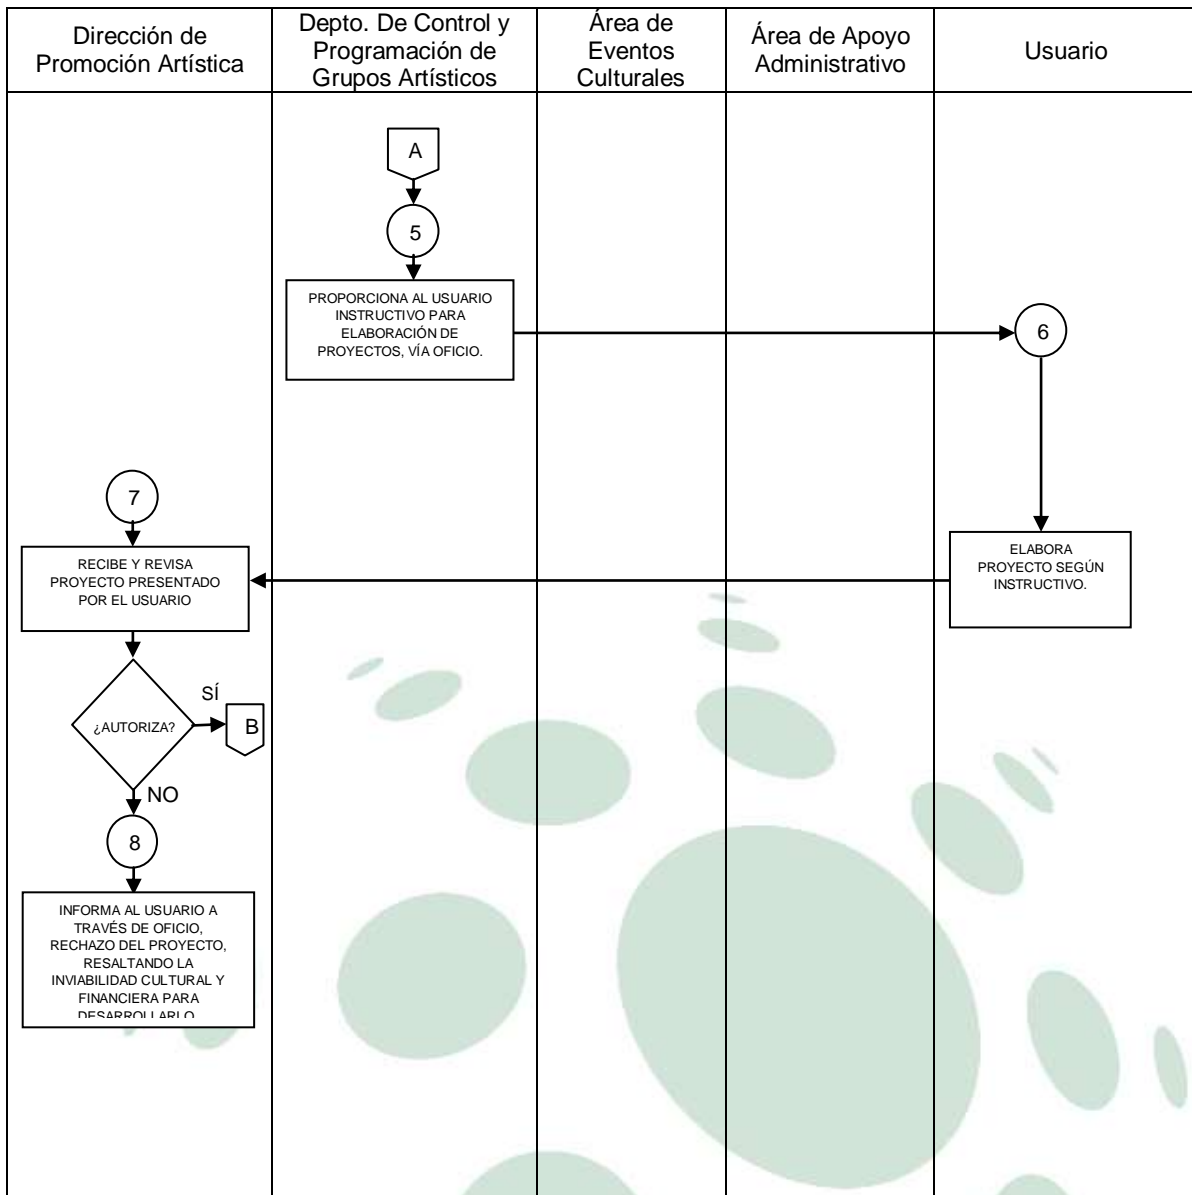 Dirección de
Promoción Artística
Depto. De Control y
Programación de
Grupos Artísticos
Área de
Eventos
Culturales
Área de Apoyo
Administrativo
Usuario
A
5
PROPORCIONA AL USUARIO
INSTRUCTIVO PARA
ELABORACIÓN DE
PROYECTOS, VÍA OFICIO.
6
ELABORA
PROYECTO SEGÚN
INSTRUCTIVO.
7
RECIBE Y REVISA
PROYECTO PRESENTADO
POR EL USUARIO
¿AUTORIZA?
SÍ
B
NO
8
INFORMA AL USUARIO A
TRAVÉS DE OFICIO,
RECHAZO DEL PROYECTO,
RESALTANDO LA
INVIABILIDAD CULTURAL Y
FINANCIERA PARA
DESARROLLARLO